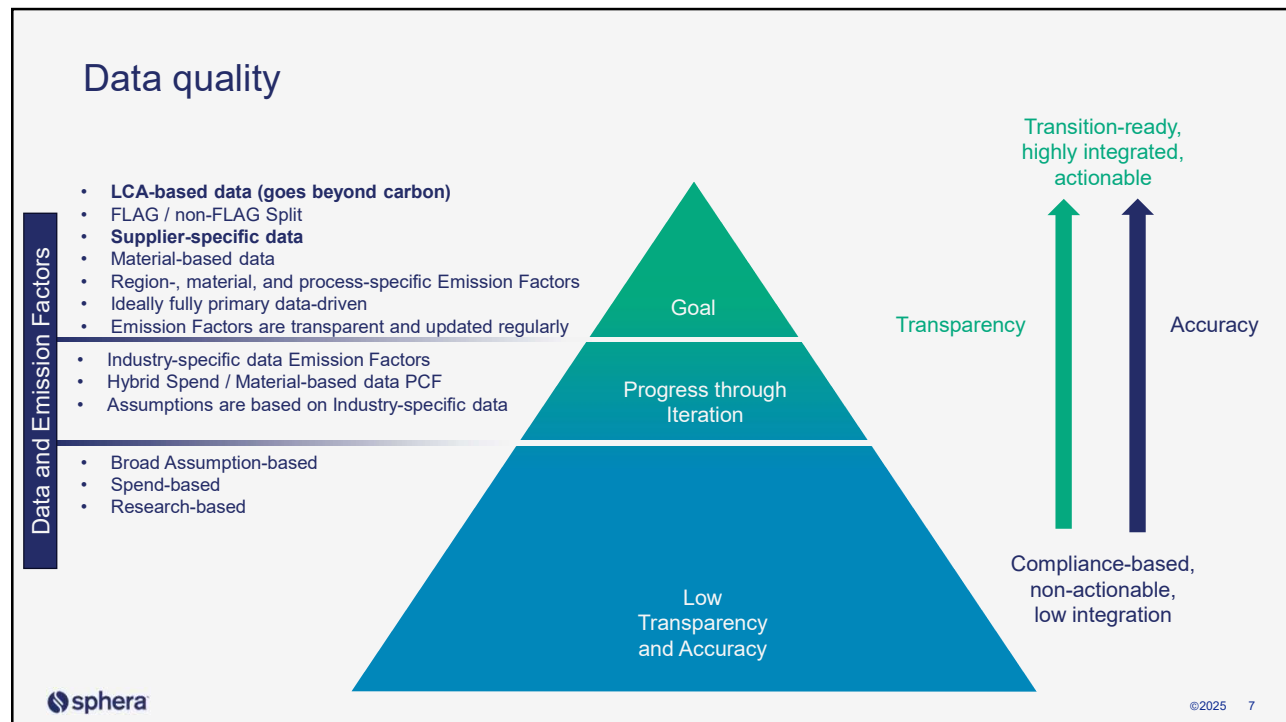 Data quality
Data and Emission Factors
• LCA-based data (goes beyond carbon)
• FLAG / non-FLAG Split
• Supplier-specific data
• Material-based data
• Region-, material, and process-specific Emission Factors
• Ideally fully primary data-driven
• Emission Factors are transparent and updated regularly
• Industry-specific data Emission Factors
• Hybrid Spend / Material-based data PCF
• Assumptions are based on Industry-specific data
• Broad Assumption-based
• Spend-based
• Research-based
Goal
Progress through
Iteration
Low
Transparency
and Accuracy
Transition-ready,
highly integrated,
actionable
Transparency
Accuracy
Compliance-based,
non-actionable,
low integration
sphera
©2025 7